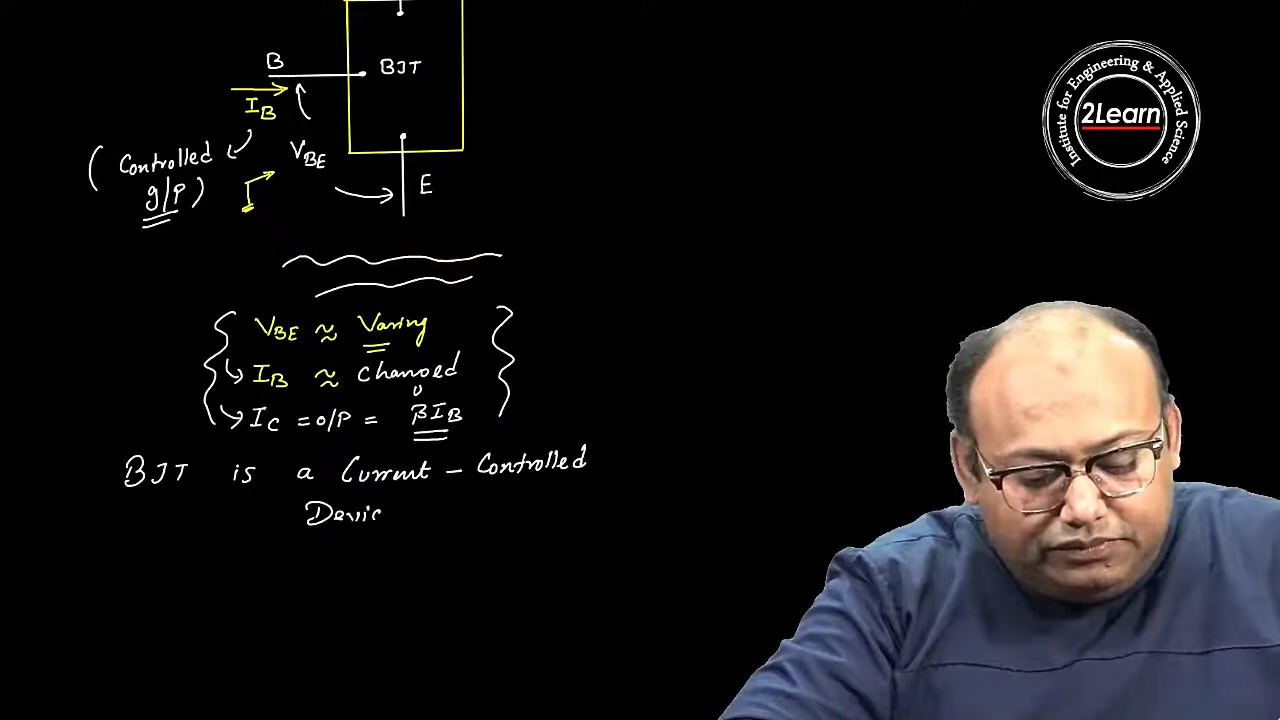 B
BJT
I_B
V_BE
(Controlled
g/P)
E
V_BE ≈ Varing
↳ I_B ≈ changed
↳ I_C = o/P = βI_B
BJT is a Current - Controlled
Devic
Institute for Engineering & Applied Science
2Learn